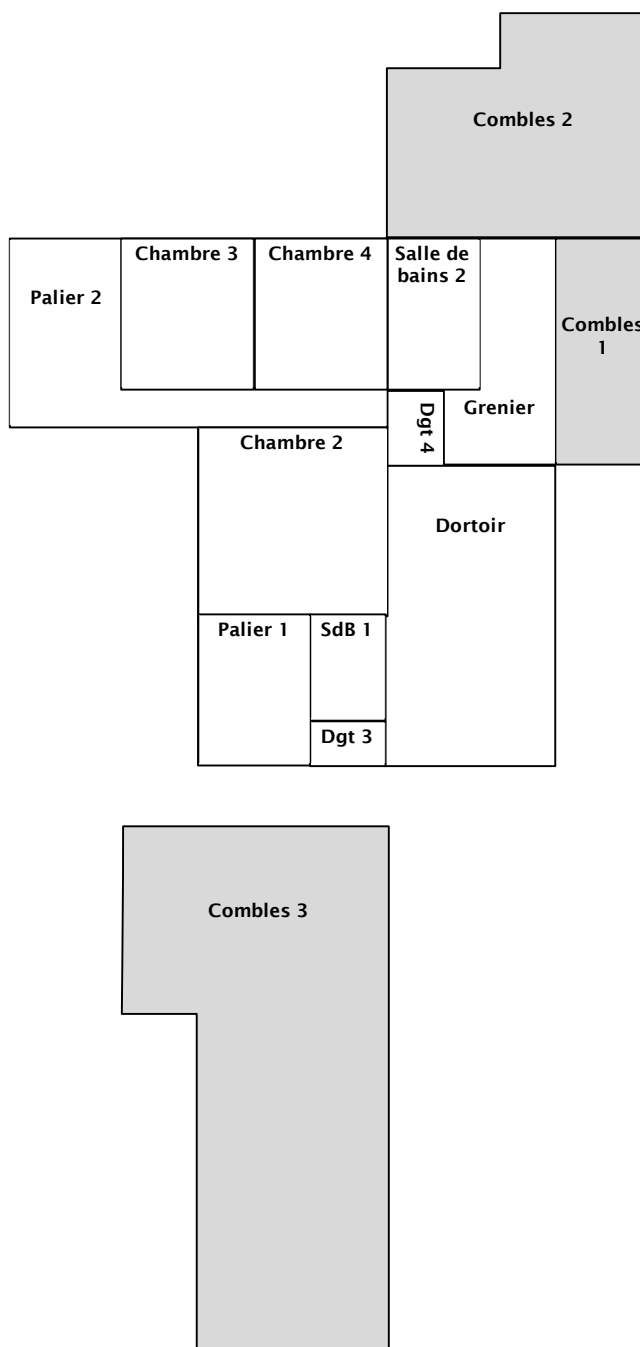 Combles 2
Chambre 3
Chambre 4
Salle de
bains 2
Palier 2
Combles
1
Grenier
Dgt 4
Chambre 2
Dortoir
Palier 1
SdB 1
Dgt 3
Combles 3